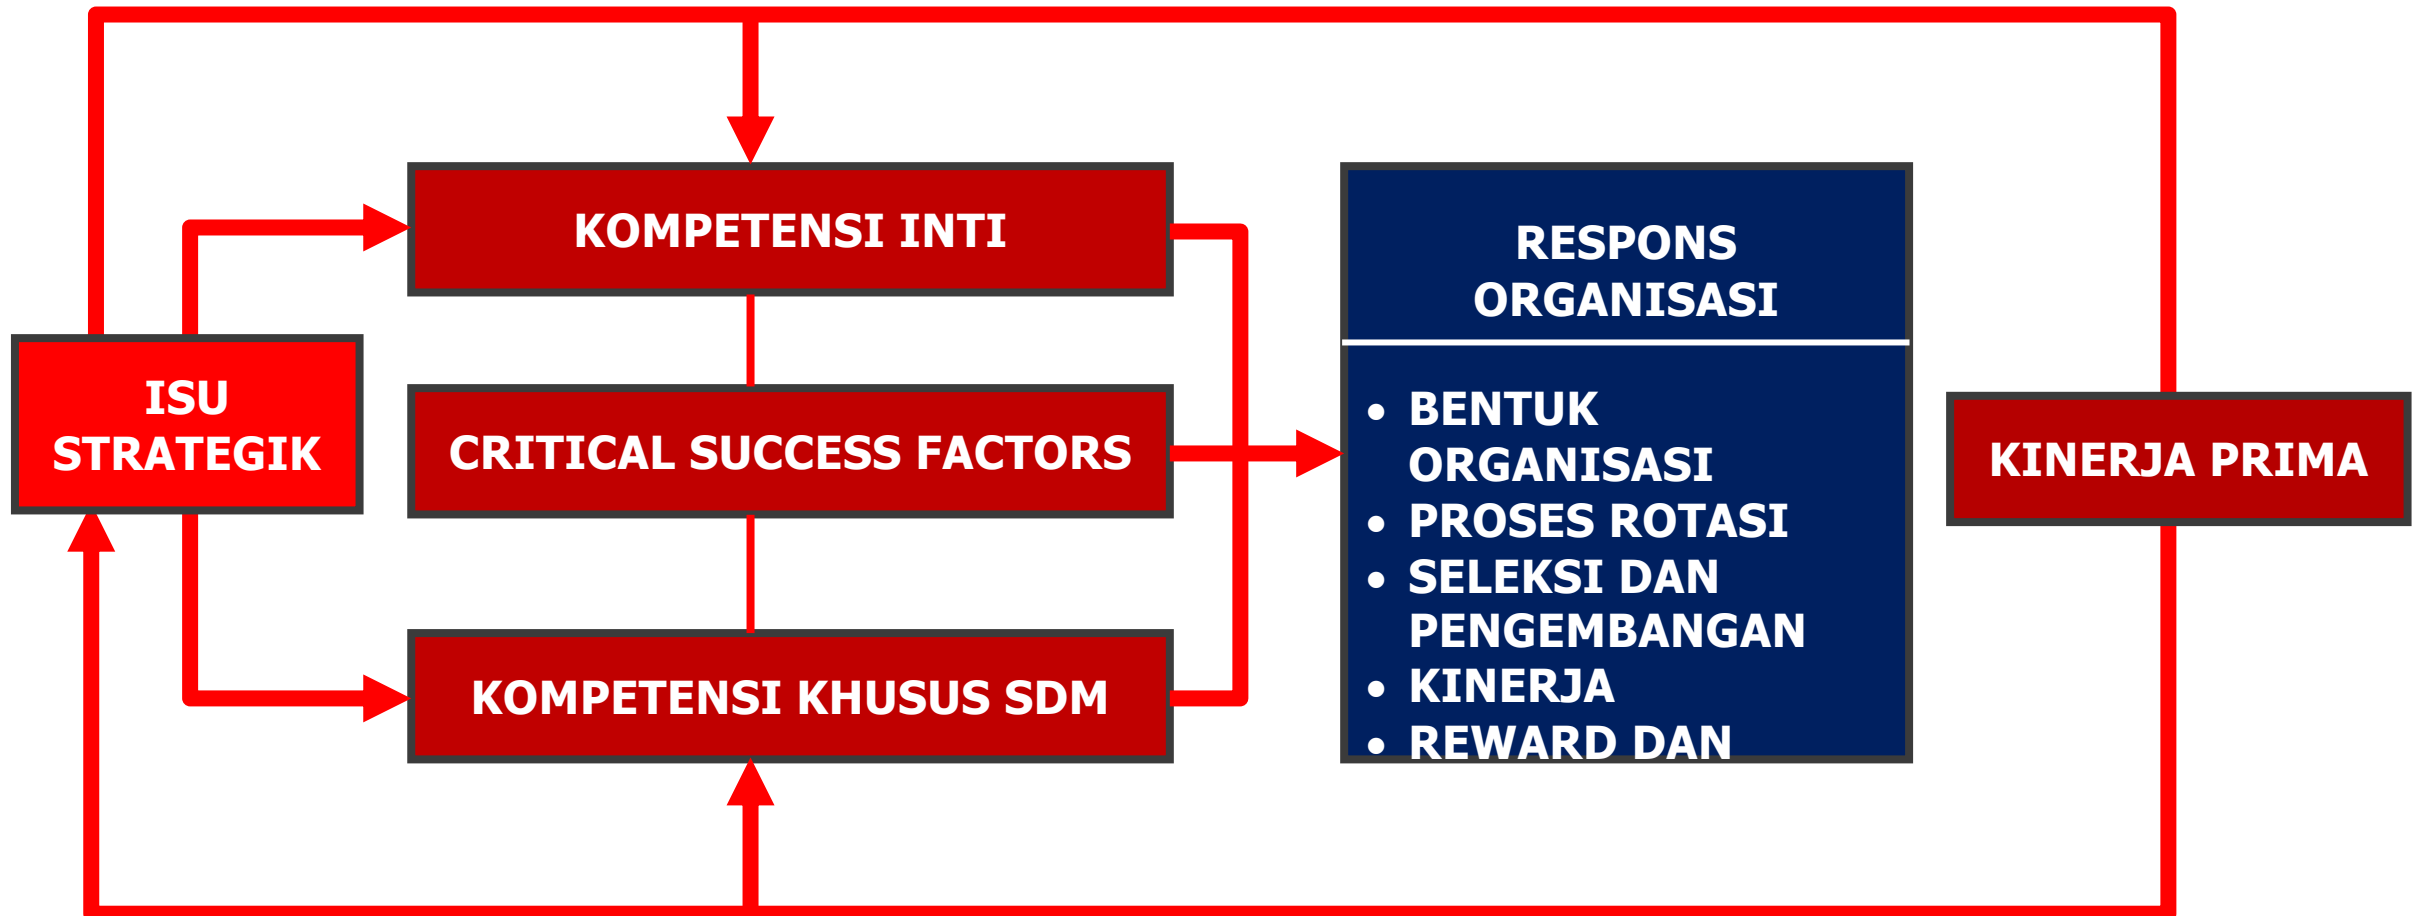 ISU
STRATEGIK
KOMPETENSI INTI
CRITICAL SUCCESS FACTORS
KOMPETENSI KHUSUS SDM
RESPONS
ORGANISASI
• BENTUK
ORGANISASI
• PROSES ROTASI
• SELEKSI DAN
PENGEMBANGAN
• KINERJA
• REWARD DAN
KINERJA PRIMA